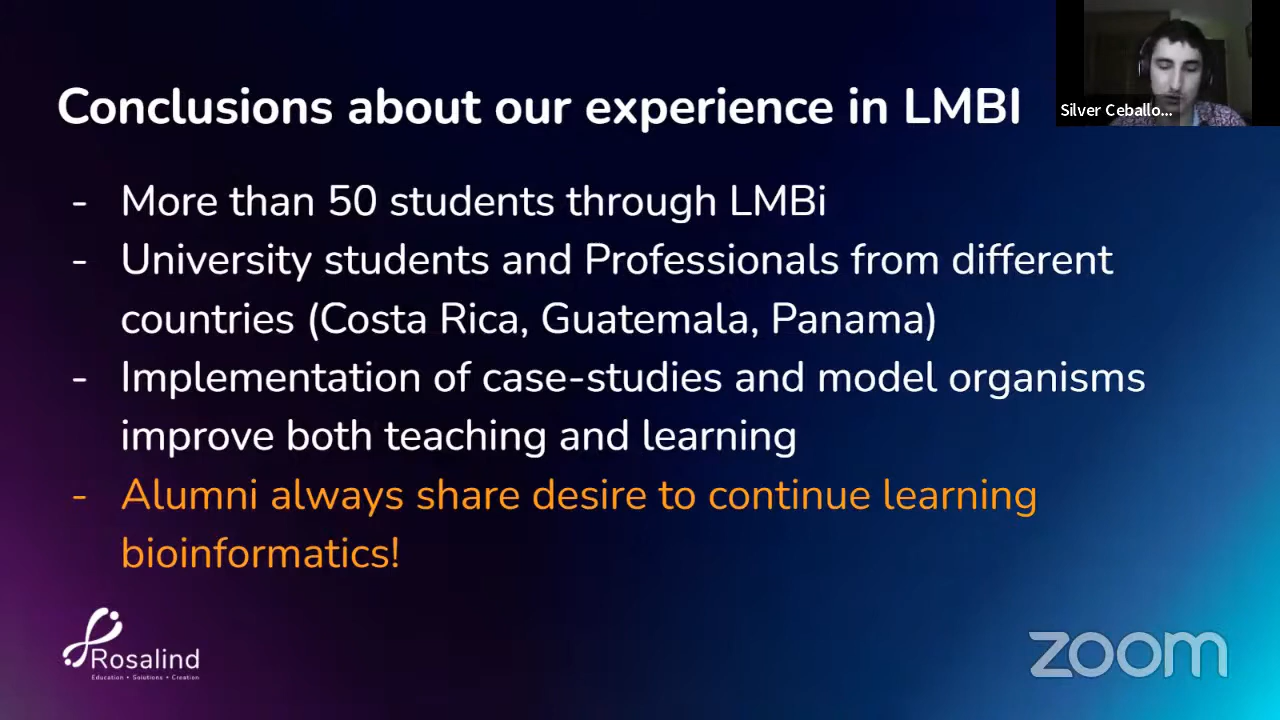 Conclusions about our experience in LMBI
Silver Ceballo...
- More than 50 students through LMBi
- University students and Professionals from different
countries (Costa Rica, Guatemala, Panama)
- Implementation of case-studies and model organisms
improve both teaching and learning
- Alumni always share desire to continue learning
bioinformatics!
Rosalind
Education • Solutions • Creation
zoom